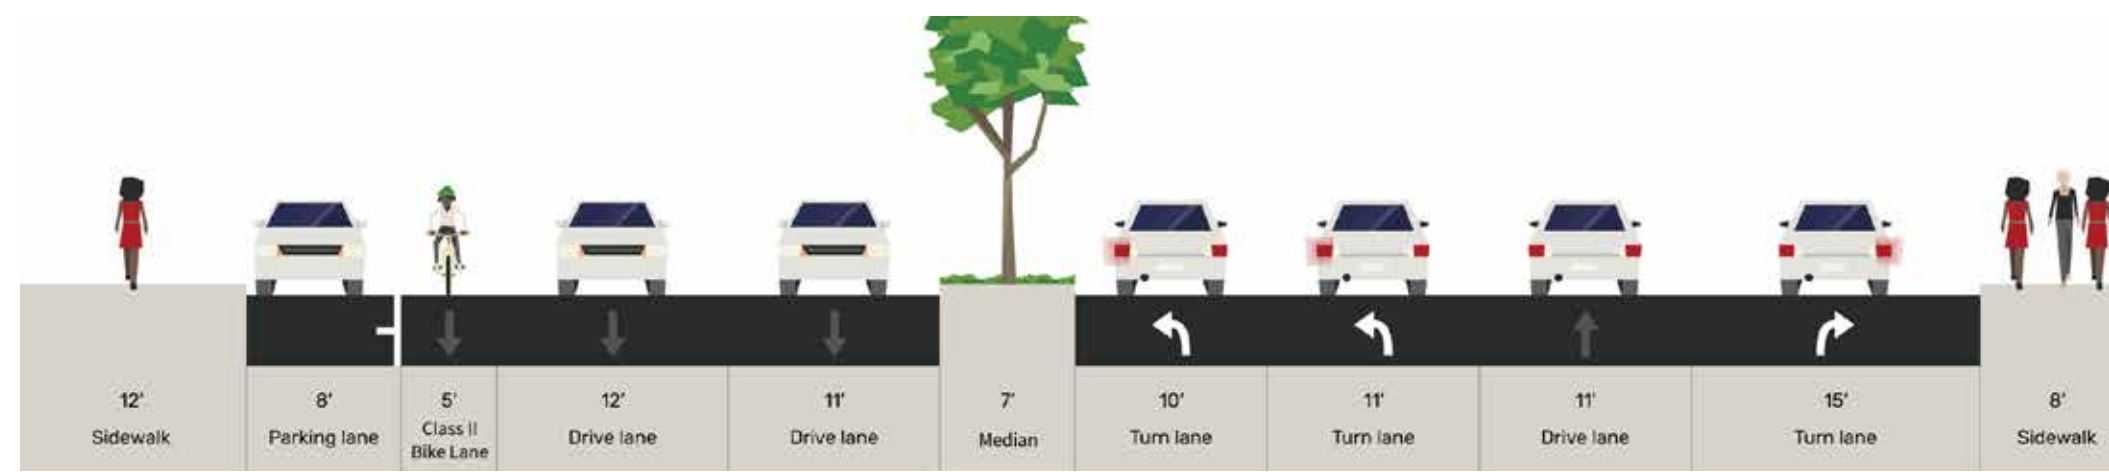 12' 8' 5' 12' 11' 7' 10' 11' 11' 15' 8'
Sidewalk Parking lane Class II Drive lane Drive lane Median Turn lane Turn lane Drive lane Turn lane Sidewalk
Bike Lane